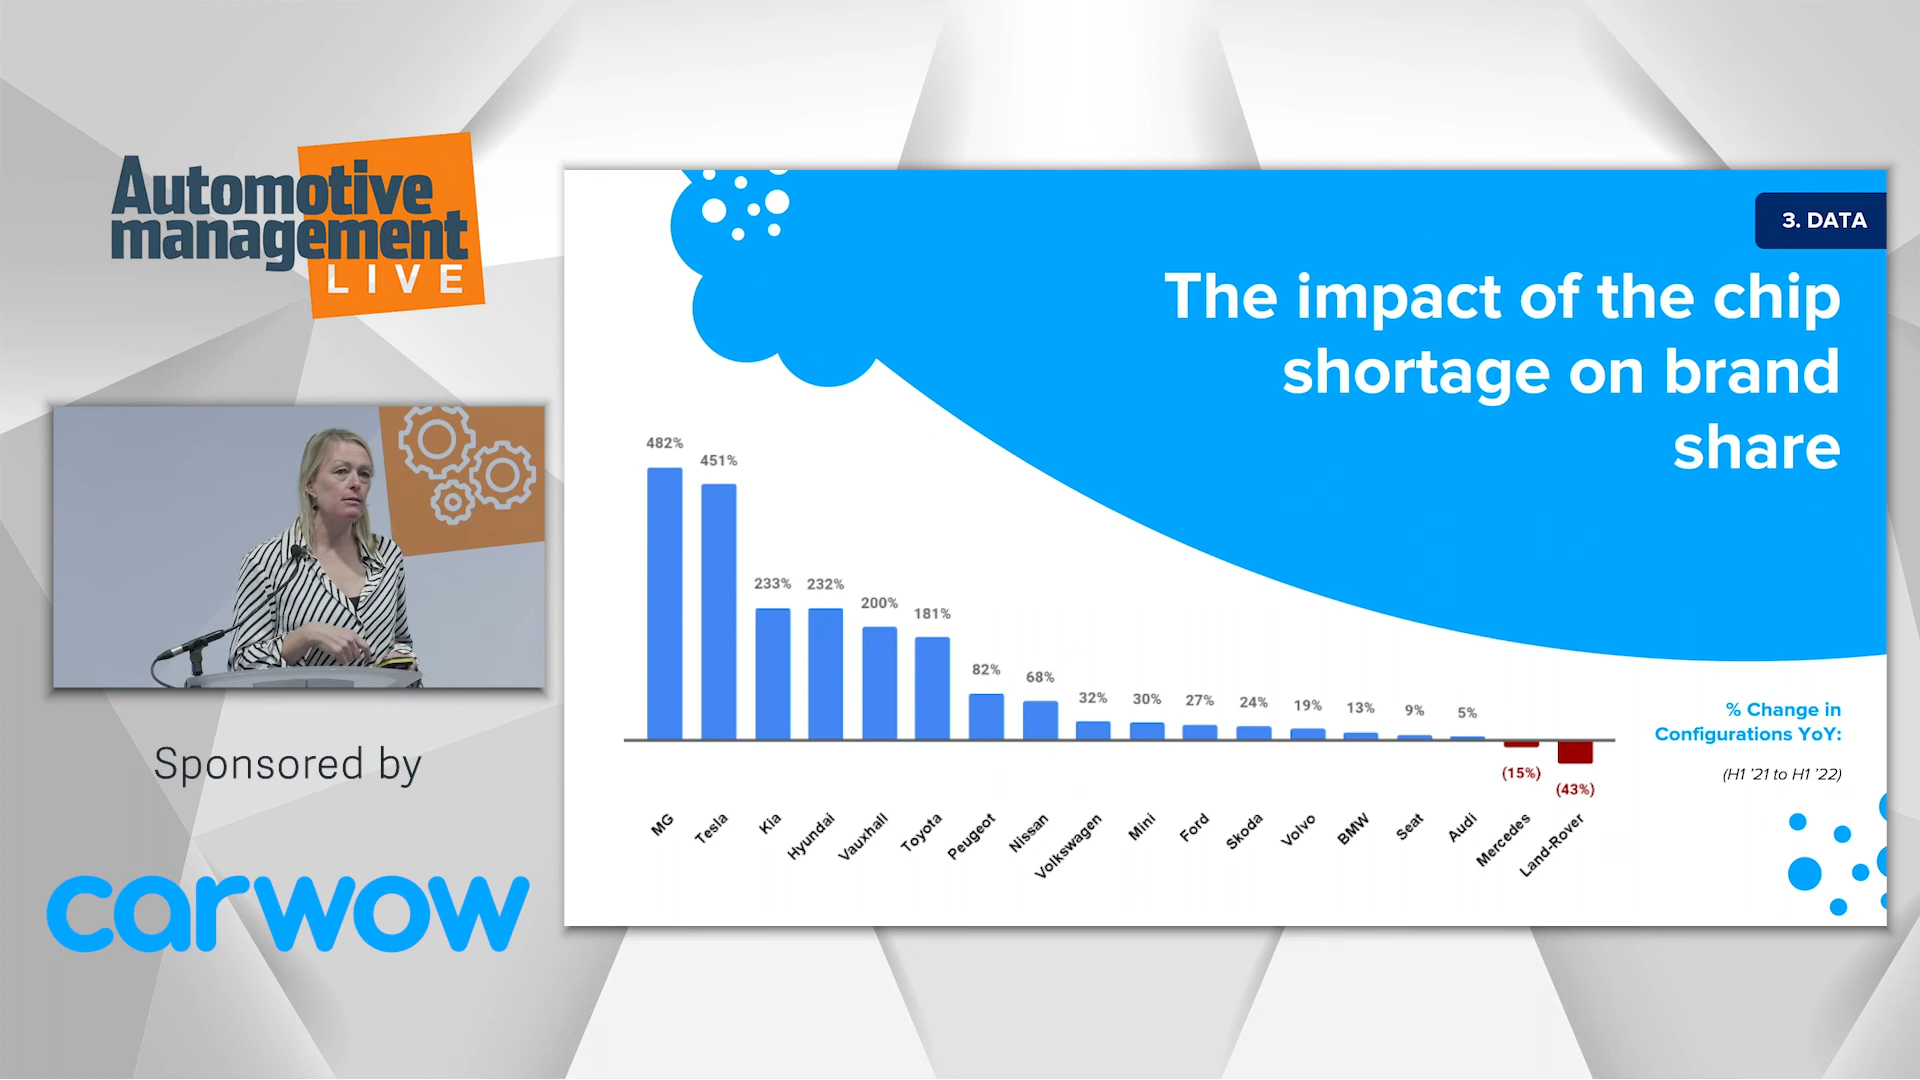 Automotive
management
LIVE
Sponsored by
carwow
3. DATA
The impact of the chip
shortage on brand
share
482%
451%
233%
232%
200%
181%
82%
68%
32%
30%
27%
24%
19%
13%
9%
5%
(15%)
(43%)
MG
Tesla
Kia
Hyundai
Vauxhall
Toyota
Peugeot
Nissan
Volkswagen
Mini
Ford
Skoda
Volvo
BMW
Seat
Audi
Mercedes
Land-Rover
% Change in
Configurations YoY:
(H1 '21 to H1 '22)